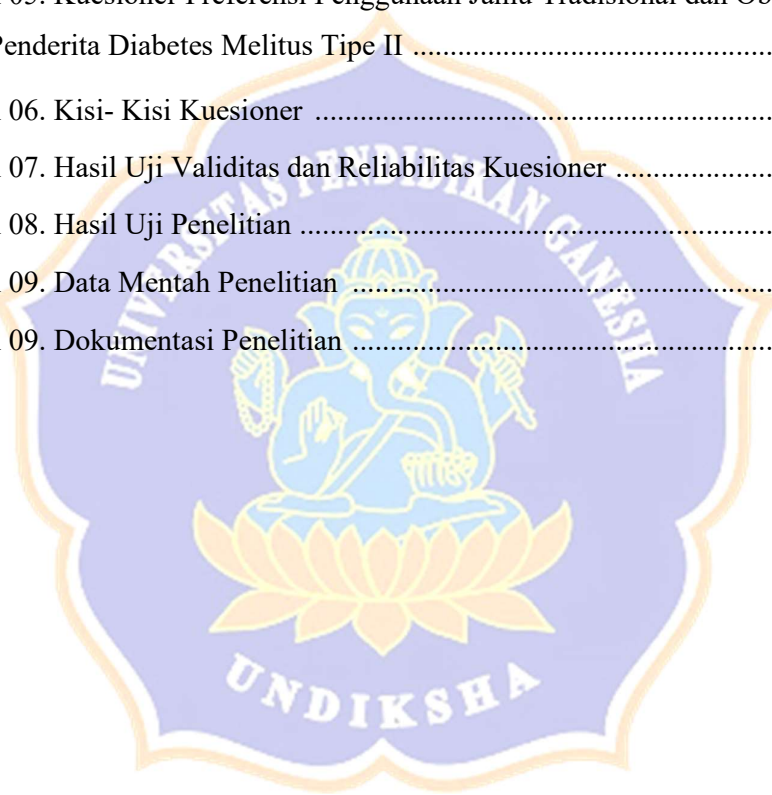 05. Kuesioner Preferensi Penggunaan Jamu Tradisional dan Ob
Penderita Diabetes Melitus Tipe II ................................................
06. Kisi- Kisi Kuesioner ..............................................................
07. Hasil Uji Validitas dan Reliabilitas Kuesioner .....................
08. Hasil Uji Penelitian ................................................................
09. Data Mentah Penelitian .........................................................
09. Dokumentasi Penelitian .........................................................
UNIVERSITAS PENDIDIKAN GANESHA
UNDIKSHA